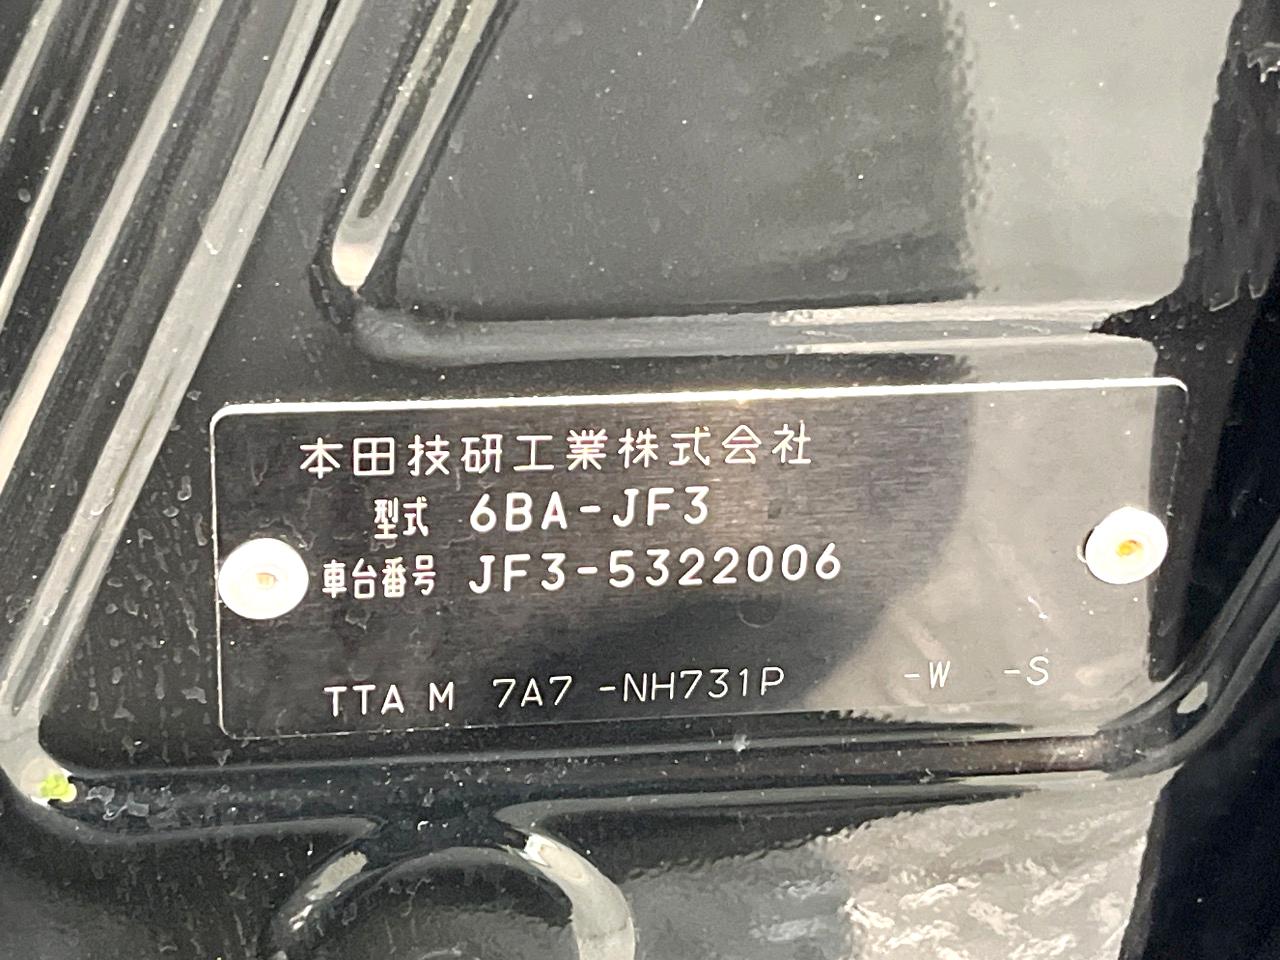 本田技研工業株式会社
型式 6BA-JF3
車台番号 JF3-5322006
TTA M 7A7 -NH731P -W -S